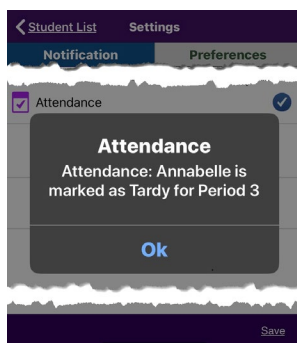 Student List Settings
Notification Preferences
Attendance
Attendance
Attendance: Annabelle is
marked as Tardy for Period 3
Ok
Save